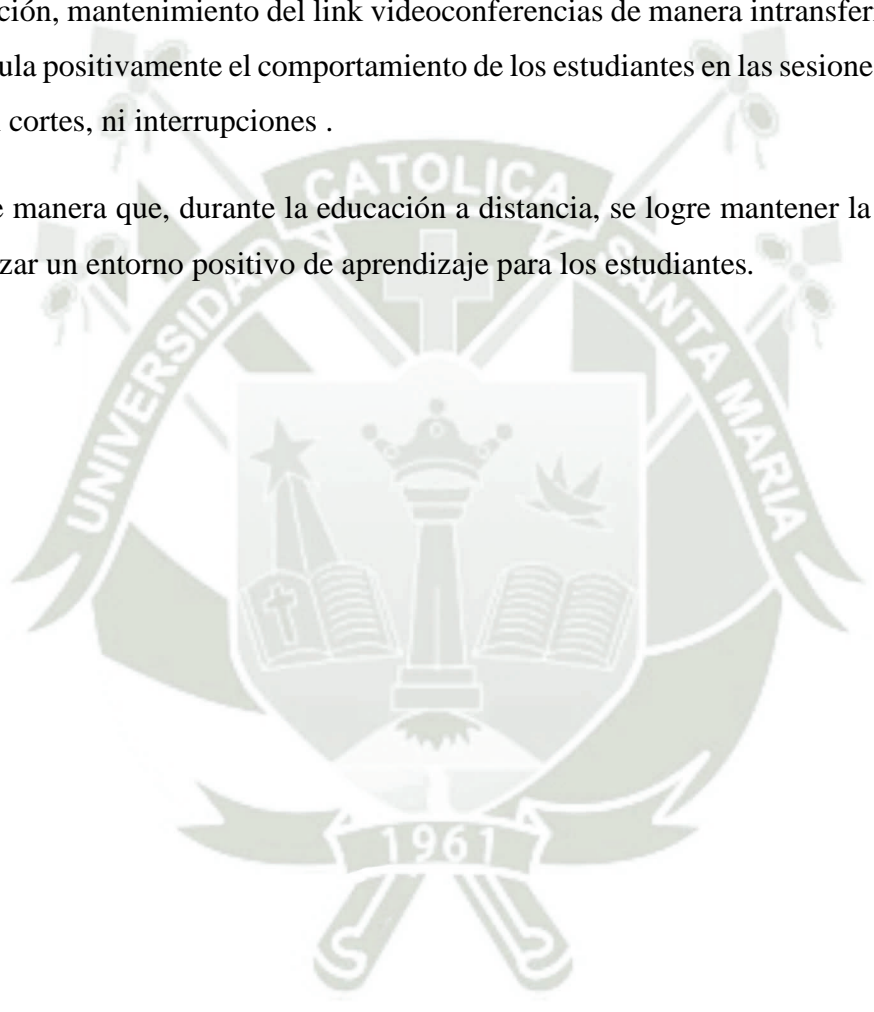 ción, mantenimiento del link videoconferencias de manera intransfer
ula positivamente el comportamiento de los estudiantes en las sesione
cortes, ni interrupciones .
manera que, durante la educación a distancia, se logre mantener la
zar un entorno positivo de aprendizaje para los estudiantes.
UNIVERSIDAD CATOLICA SANTA MARIA
1961